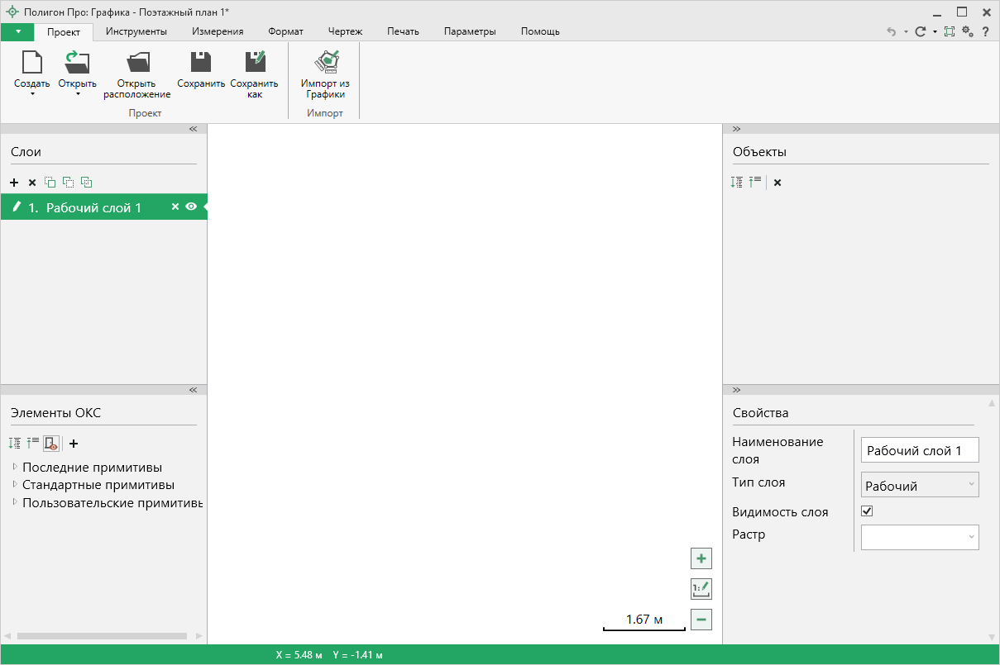 Полигон Про: Графика - Поэтажный план 1*
Проект Инструменты Измерения Формат Чертеж Печать Параметры Помощь
Создать
Открыть
Открыть
расположение
Сохранить
Сохранить
как
Импорт из
Графики
Проект
Импорт
Слои
1. Рабочий слой 1
Элементы ОКС
Последние примитивы
Стандартные примитивы
Пользовательские примитивы
1:
1.67 м
Объекты
Свойства
Наименование
слоя
Рабочий слой 1
Тип слоя
Рабочий
Видимость слоя
Растр
X = 5.48 м Y = -1.41 м